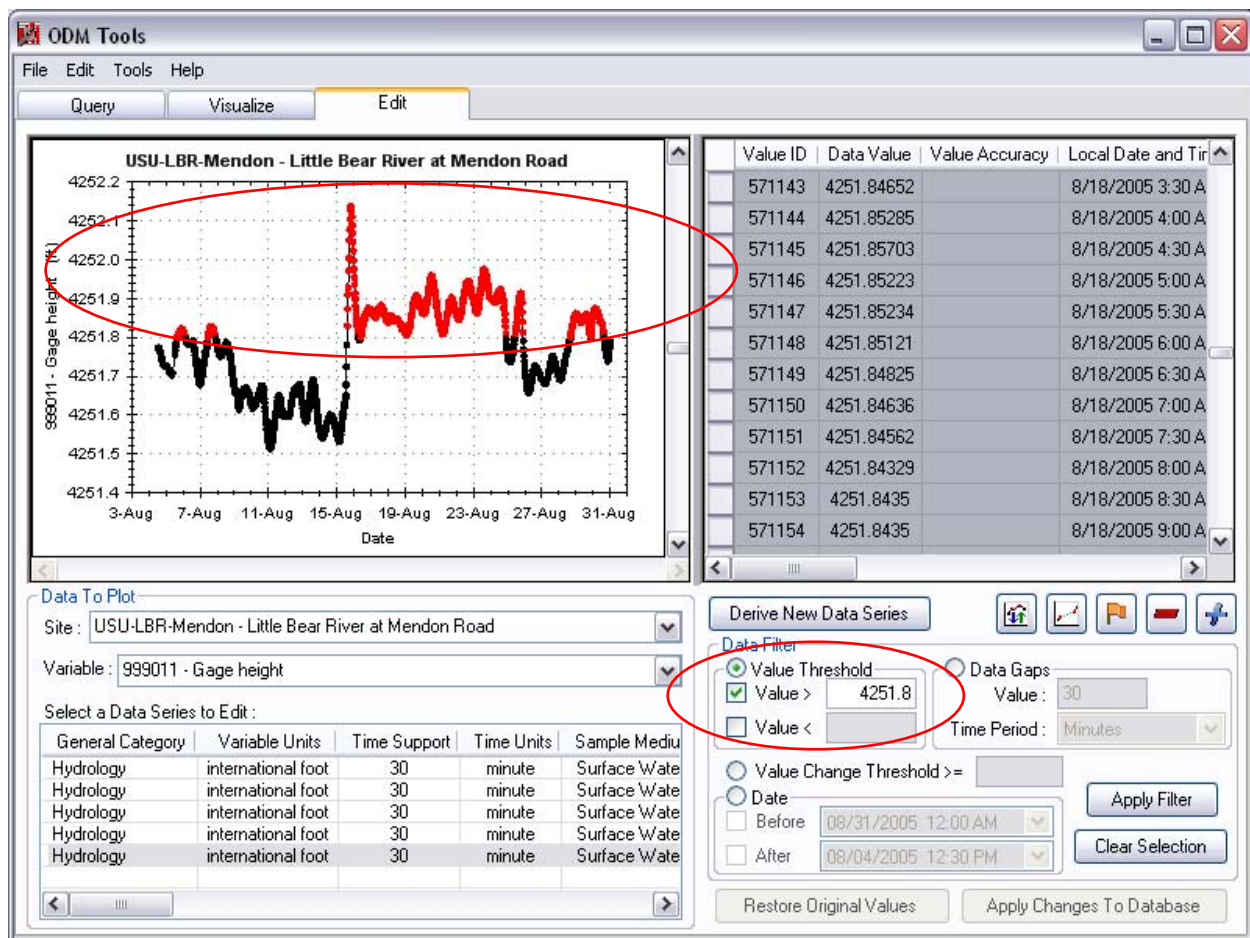 ODM Tools
File Edit Tools Help
Query Visualize Edit
USU-LBR-Mendon - Little Bear River at Mendon Road
999011 - Gage height (ft)
4252.2
4252.1
4252.0
4251.9
4251.8
4251.7
4251.6
4251.5
4251.4
3-Aug 7-Aug 11-Aug 15-Aug 19-Aug 23-Aug 27-Aug 31-Aug
Date
Value ID Data Value Value Accuracy Local Date and Tir
571143 4251.84652 8/18/2005 3:30 A
571144 4251.85285 8/18/2005 4:00 A
571145 4251.85703 8/18/2005 4:30 A
571146 4251.85223 8/18/2005 5:00 A
571147 4251.85234 8/18/2005 5:30 A
571148 4251.85121 8/18/2005 6:00 A
571149 4251.84825 8/18/2005 6:30 A
571150 4251.84636 8/18/2005 7:00 A
571151 4251.84562 8/18/2005 7:30 A
571152 4251.84329 8/18/2005 8:00 A
571153 4251.8435 8/18/2005 8:30 A
571154 4251.8435 8/18/2005 9:00 A
Data To Plot
Site : USU-LBR-Mendon - Little Bear River at Mendon Road
Variable : 999011 - Gage height
Select a Data Series to Edit :
General Category Variable Units Time Support Time Units Sample Mediu
Hydrology international foot 30 minute Surface Wate
Hydrology international foot 30 minute Surface Wate
Hydrology international foot 30 minute Surface Wate
Hydrology international foot 30 minute Surface Wate
Hydrology international foot 30 minute Surface Wate
Derive New Data Series
Data Filter
Value Threshold
Value > 4251.8
Value <
Data Gaps
Value : 30
Time Period : Minutes
Value Change Threshold >=
Date
Before 08/31/2005 12:00 AM
After 08/04/2005 12:30 PM
Apply Filter
Clear Selection
Restore Original Values
Apply Changes To Database